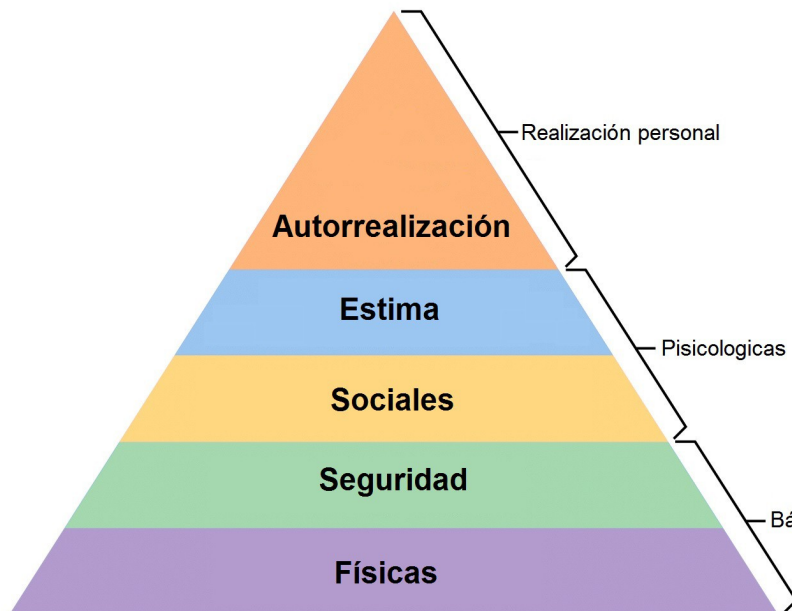 Realización personal
Autorrealización
Estima
Pisicologicas
Sociales
Seguridad
Físicas